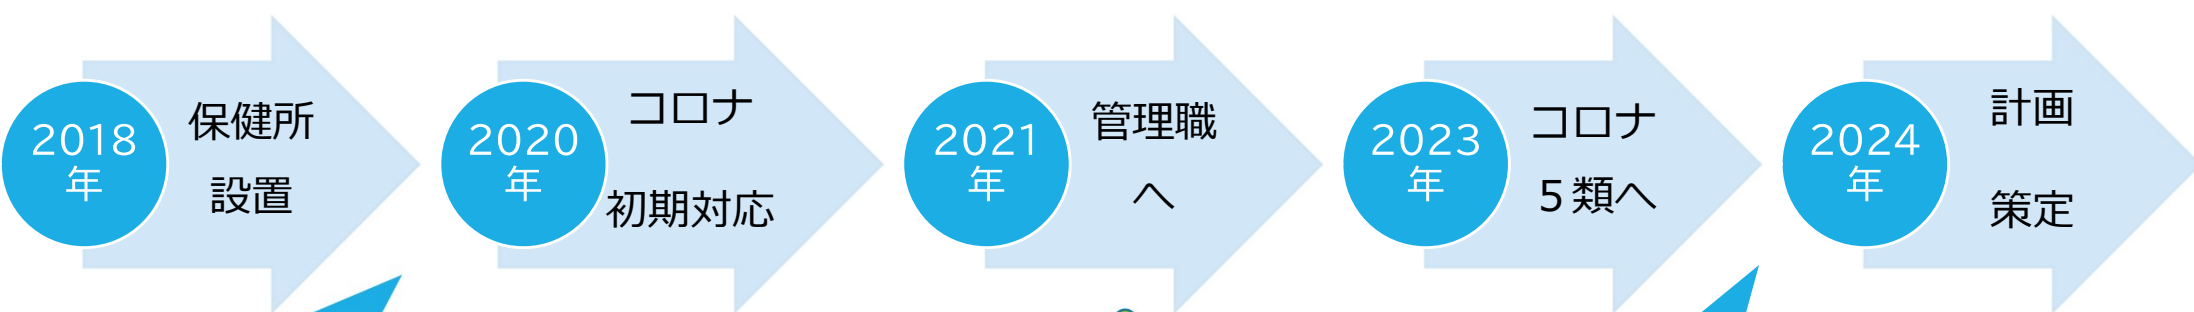 2018
年
保健所
設置
2020
年
コロナ
初期対応
2021
年
管理職
へ
2023
年
コロナ
５類へ
2024
年
計画
策定